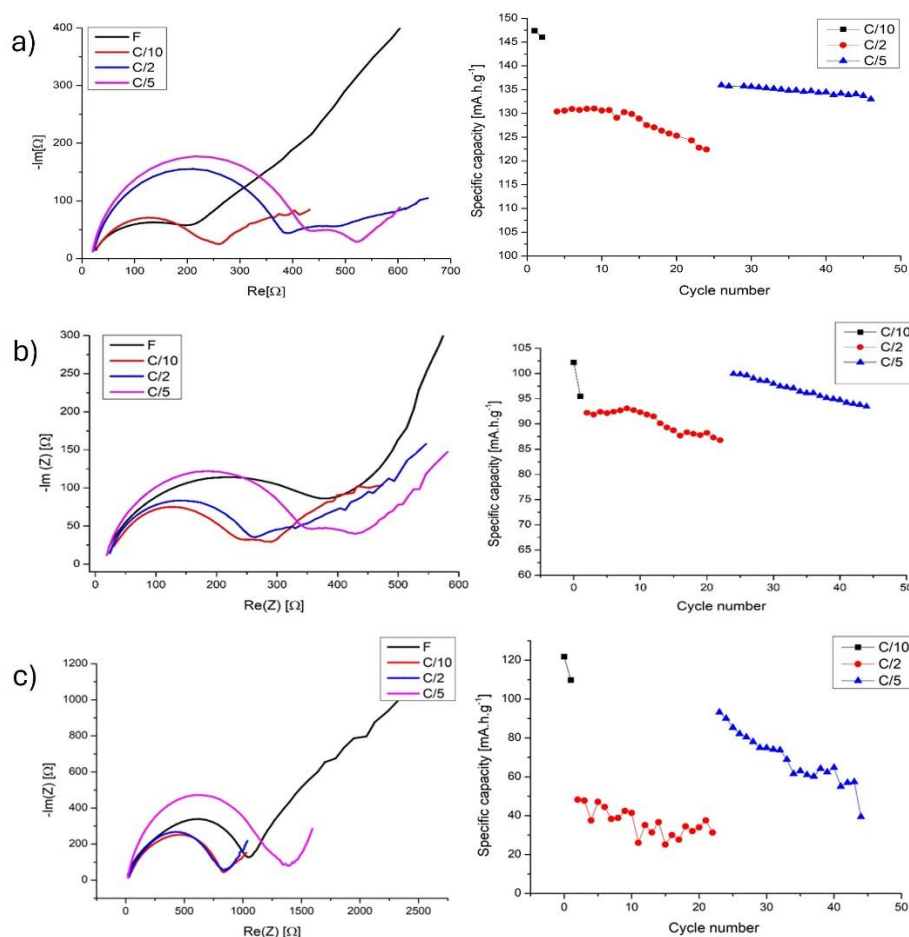 a)
F
C/10
C/2
C/5
-Im[Ω]
400
300
200
100
0
0 100 200 300 400 500 600 700
Re[Ω]
C/10
C/2
C/5
Specific capacity [mA.h.g-1]
150
145
140
135
130
125
120
115
110
105
100
0 10 20 30 40 50
Cycle number
b)
F
C/10
C/2
C/5
-Im (Z) [Ω]
300
250
200
150
100
50
0
0 100 200 300 400 500 600
Re(Z) [Ω]
C/10
C/2
C/5
Specific capacity [mA.h.g-1]
105
100
95
90
85
80
75
70
65
60
0 10 20 30 40 50
Cycle number
c)
F
C/10
C/2
C/5
-Im(Z) [Ω]
1200
1000
800
600
400
200
0
0 500 1000 1500 2000 2500
Re(Z) [Ω]
C/10
C/2
C/5
Specific capacity [mA.h.g-1]
120
100
80
60
40
20
0
0 10 20 30 40 50
Cycle number